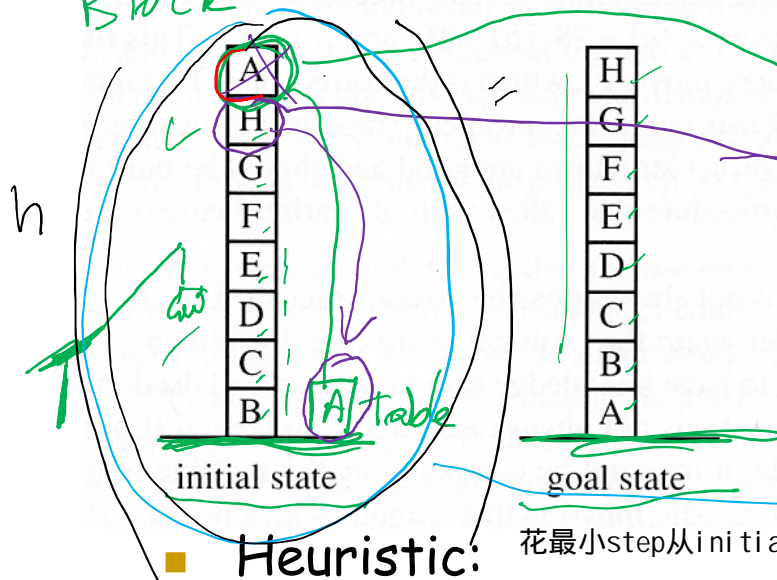 Block
A
H
G
F
E
D
C
B
A
table
initial state
H
G
F
E
D
C
B
A
goal state
h
Heuristic:
花最小step从initia